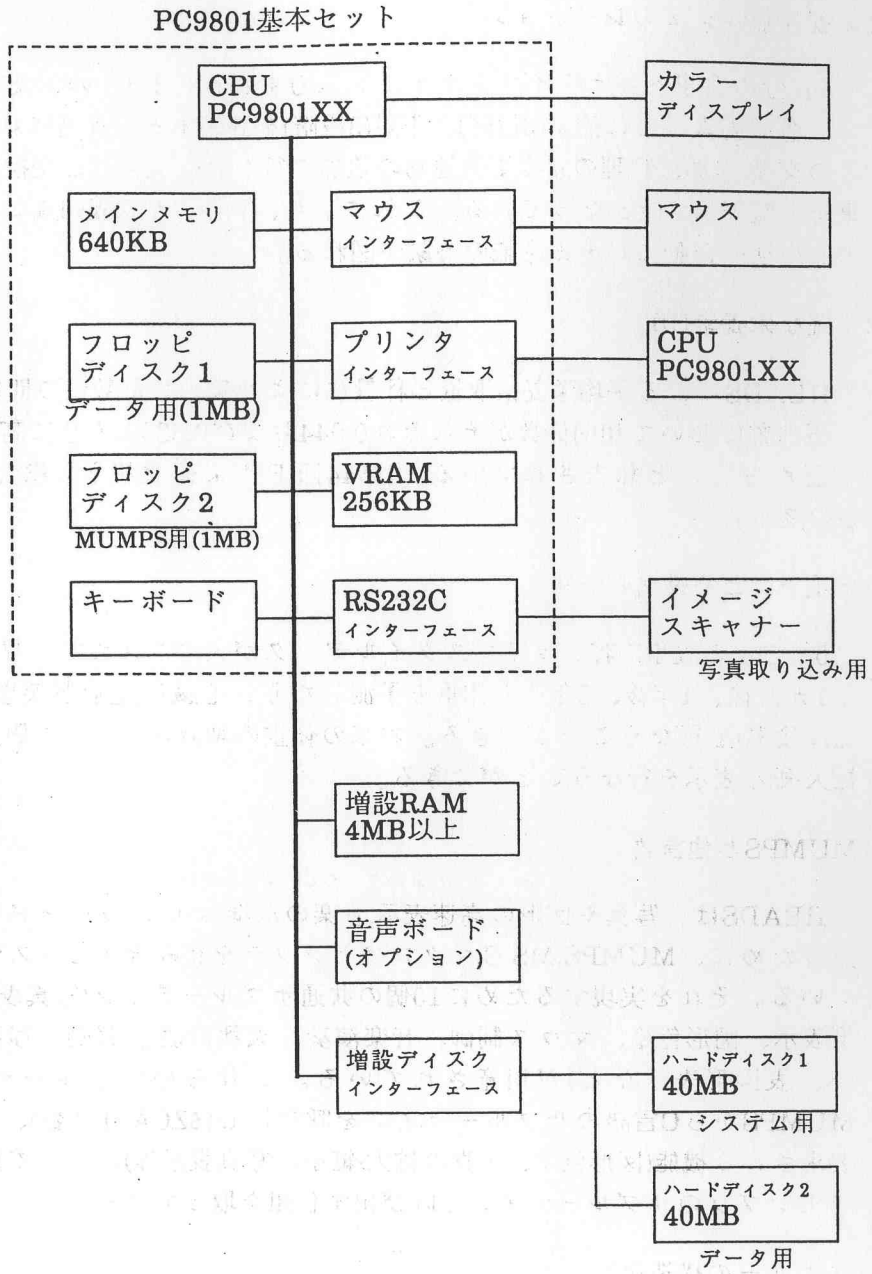 PC9801基本セット
CPU
PC9801XX
カラー
ディスプレイ
メインメモリ
640KB
マウス
インターフェース
マウス
フロッピ
ディスク1
データ用(1MB)
プリンタ
インターフェース
CPU
PC9801XX
フロッピ
ディスク2
MUMPS用(1MB)
VRAM
256KB
キーボード
RS232C
インターフェース
イメージ
スキャナー
写真取り込み用
増設RAM
4MB以上
音声ボード
(オプション)
増設ディスク
インターフェース
ハードディスク1
40MB
システム用
ハードディスク2
40MB
データ用